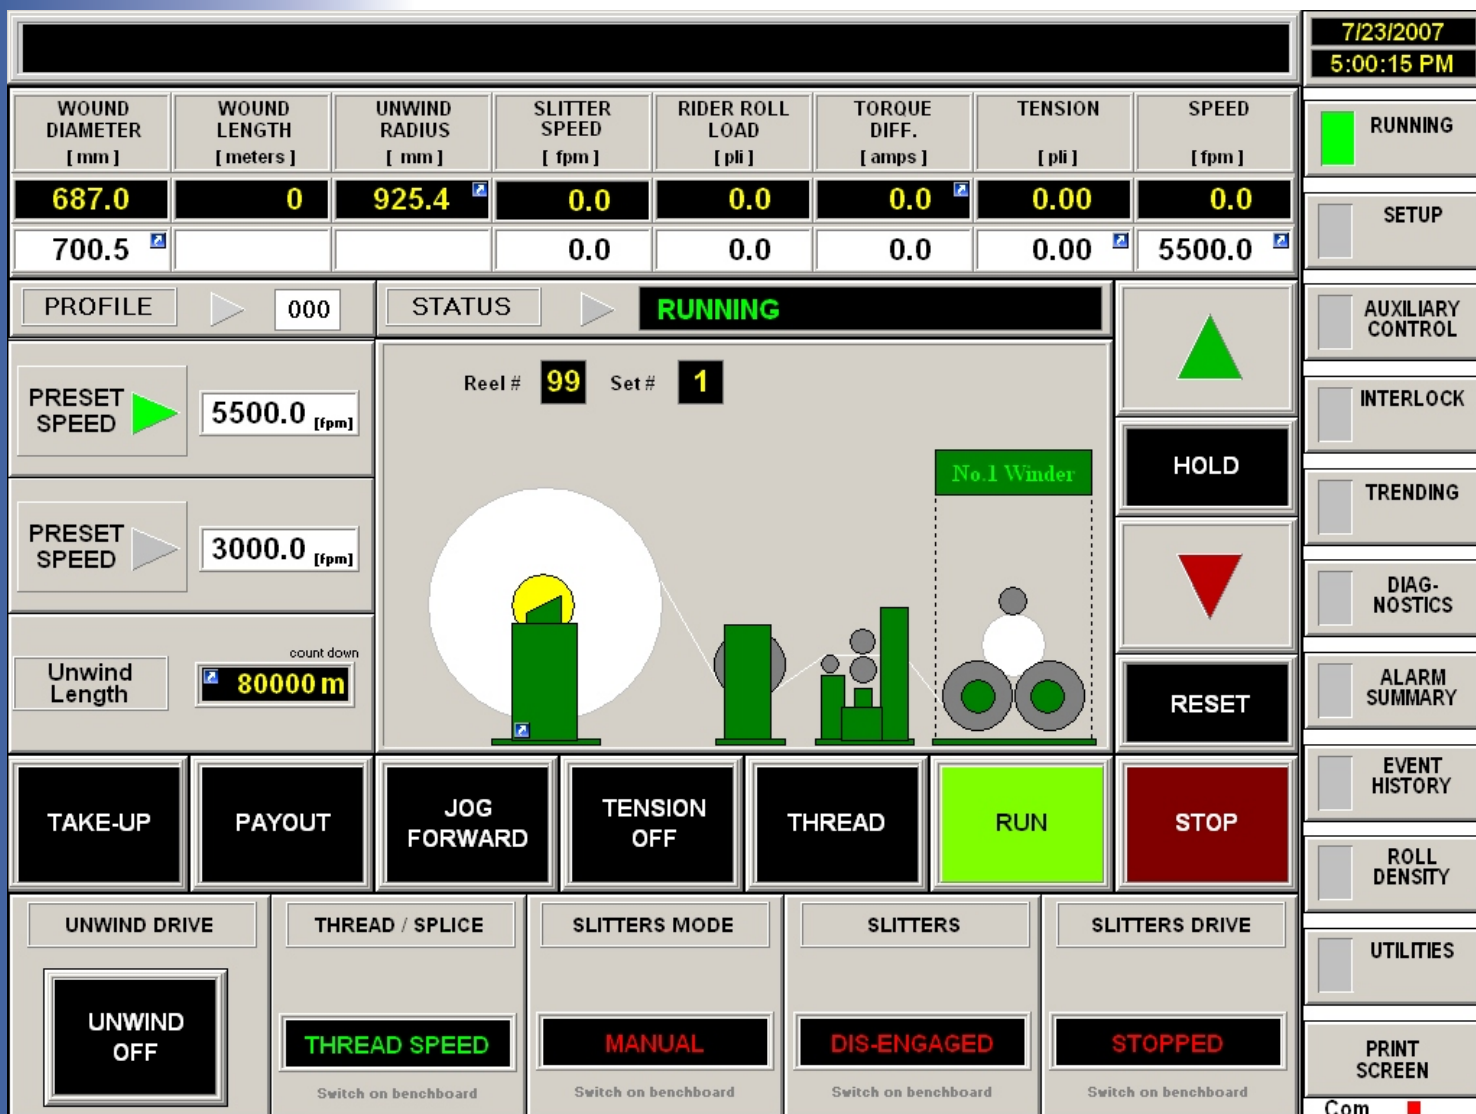 7/23/2007
5:00:15 PM
WOUND DIAMETER [ mm ]
WOUND LENGTH [ meters ]
UNWIND RADIUS [ mm ]
SLITTER SPEED [ fpm ]
RIDER ROLL LOAD [ pli ]
TORQUE DIFF. [ amps ]
TENSION [ pli ]
SPEED [ fpm ]
687.0 0 925.4 0.0 0.0 0.0 0.00 0.0
700.5 0.0 0.0 0.0 0.00 5500.0
PROFILE 000
STATUS RUNNING
PRESET
SPEED
5500.0 [fpm]
PRESET
SPEED
3000.0 [fpm]
Unwind
Length
count down
80000 m
Reel # 99 Set # 1
No.1 Winder
HOLD
RESET
TAKE-UP
PAYOUT
JOG
FORWARD
TENSION
OFF
THREAD
RUN
STOP
UNWIND DRIVE
UNWIND
OFF
THREAD / SPLICE
THREAD SPEED
Switch on benchboard
SLITTERS MODE
MANUAL
Switch on benchboard
SLITTERS
DIS-ENGAGED
Switch on benchboard
SLITTERS DRIVE
STOPPED
Switch on benchboard
RUNNING
SETUP
AUXILIARY
CONTROL
INTERLOCK
TRENDING
DIAG-
NOSTICS
ALARM
SUMMARY
EVENT
HISTORY
ROLL
DENSITY
UTILITIES
PRINT
SCREEN
Com